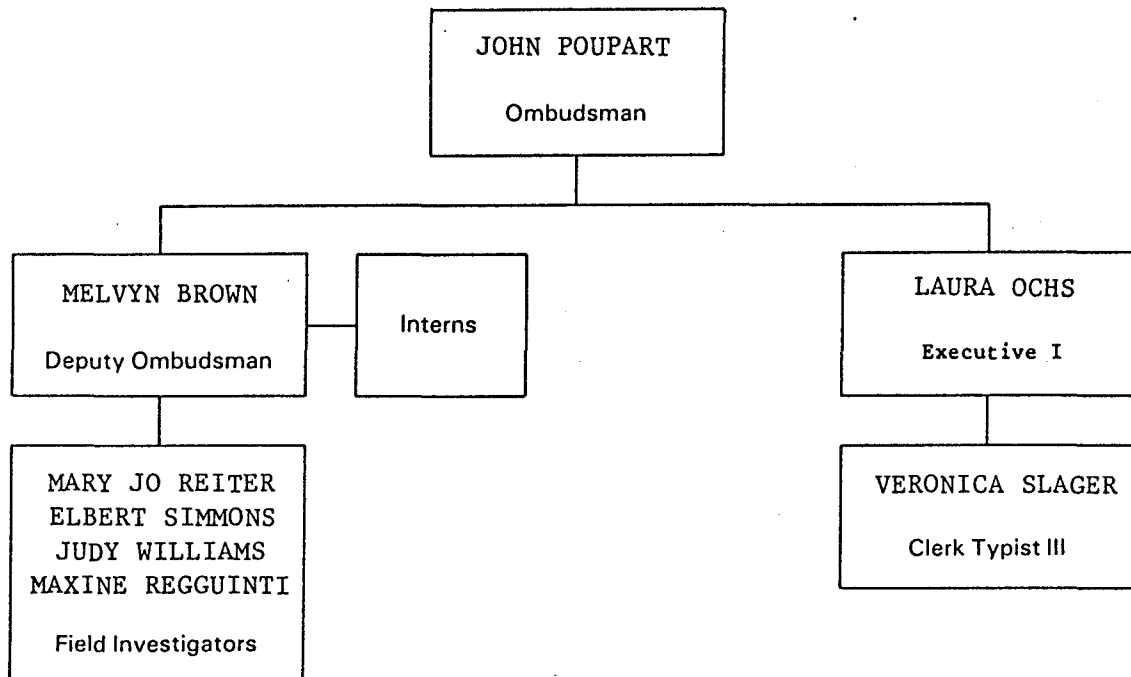 JOHN POUPART
Ombudsman
MELVYN BROWN
Deputy Ombudsman
Interns
LAURA OCHS
Executive I
MARY JO REITER
ELBERT SIMMONS
JUDY WILLIAMS
MAXINE REGGUINTI
Field Investigators
VERONICA SLAGER
Clerk Typist III